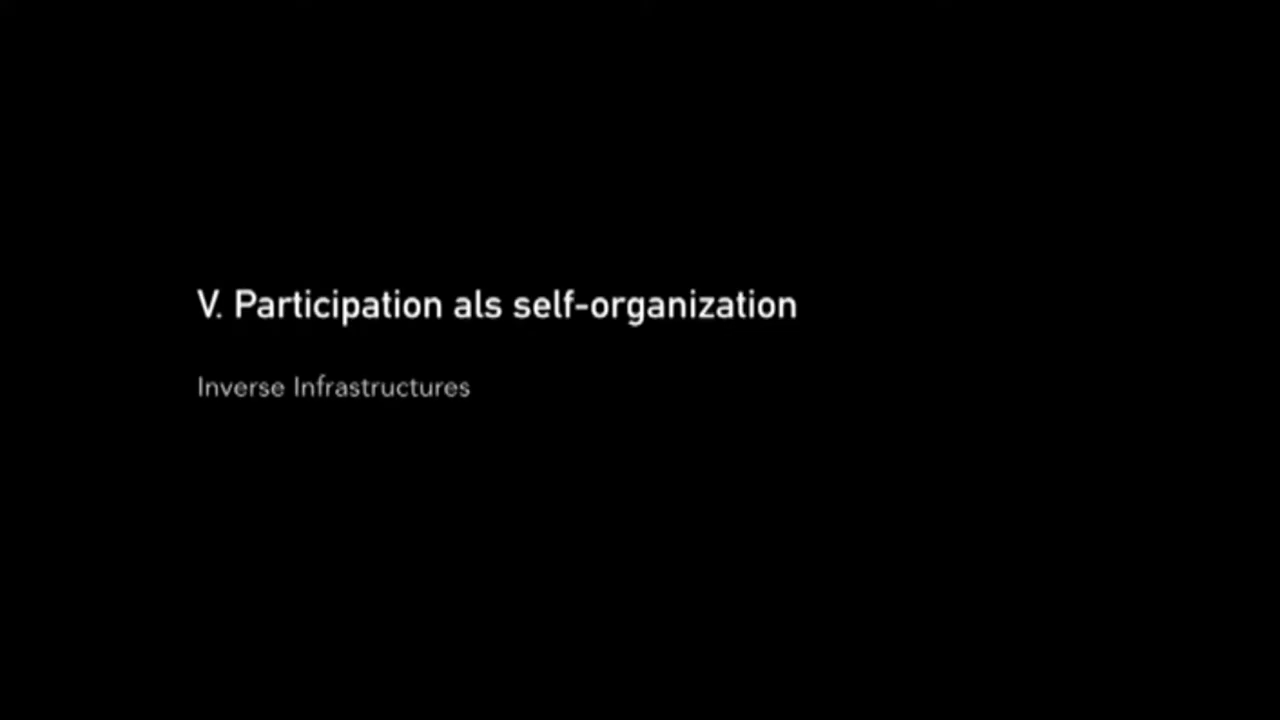 V. Participation als self-organization
Inverse Infrastructures